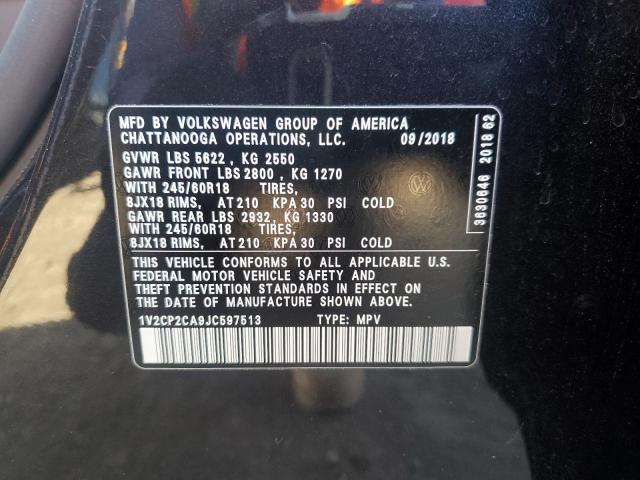 MFD BY VOLKSWAGEN GROUP OF AMERICA
CHATTANOOGA OPERATIONS, LLC. 09/2018
GVWR LBS 5622 , KG 2550
GAWR FRONT LBS 2800 , KG 1270
WITH 245/60R18 TIRES,
8JX18 RIMS, AT 210 KPA 30 PSI COLD
GAWR REAR LBS 2932, KG 1330
WITH 245/60R18 TIRES,
8JX18 RIMS, AT 210 KPA 30 PSI COLD
THIS VEHICLE CONFORMS TO ALL APPLICABLE U.S.
FEDERAL MOTOR VEHICLE SAFETY AND
THEFT PREVENTION STANDARDS IN EFFECT ON
THE DATE OF MANUFACTURE SHOWN ABOVE.
1V2CP2CA9JC597513 TYPE: MPV
3630646 2018 62